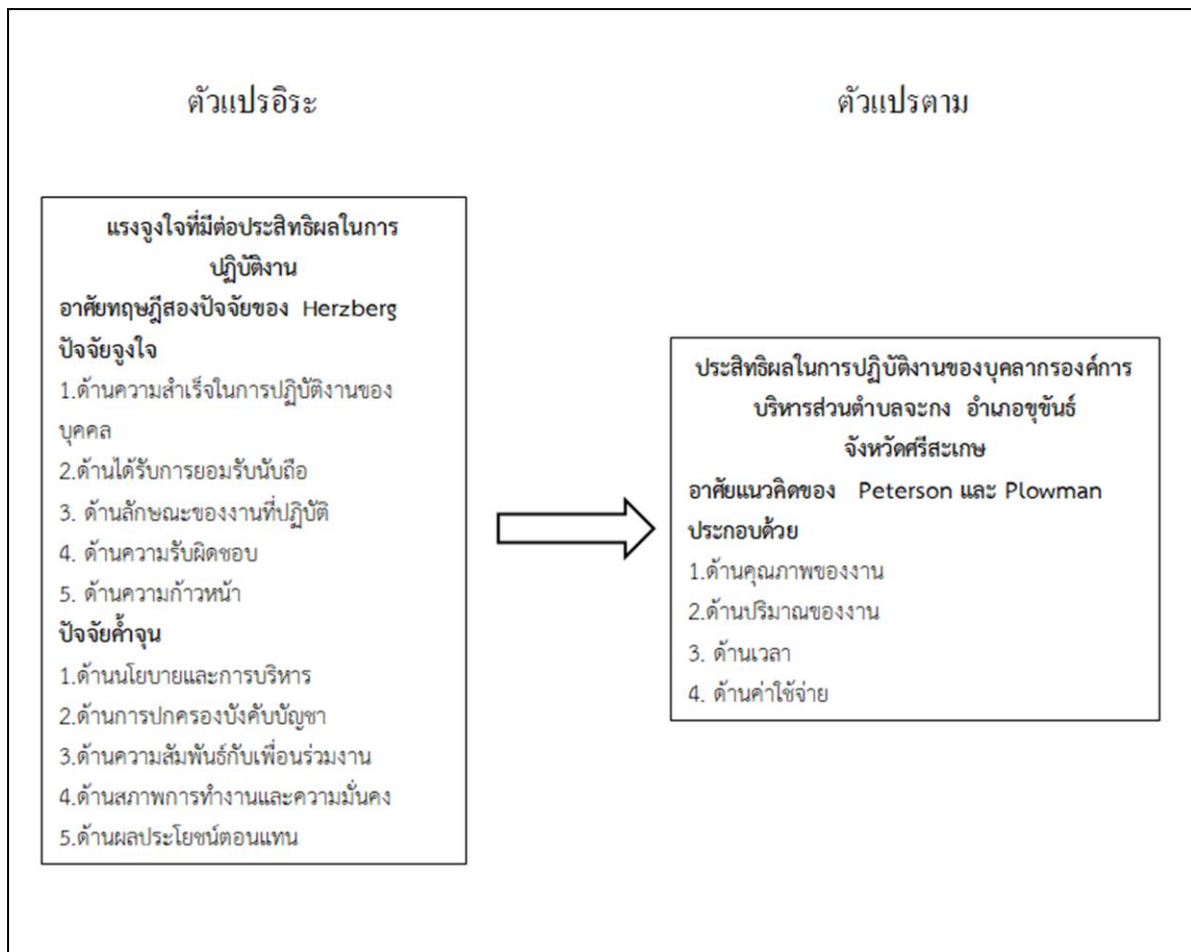 ตัวแปรอิระ
ตัวแปรตาม
แรงจูงใจที่มีต่อประสิทธิผลในการ
ปฏิบัติงาน
อาศัยทฤษฎีสองปัจจัยของ Herzberg
ปัจจัยจูงใจ
1.ด้านความสำเร็จในการปฏิบัติงานของ
บุคคล
2.ด้านได้รับการยอมรับนับถือ
3. ด้านลักษณะของงานที่ปฏิบัติ
4. ด้านความรับผิดชอบ
5. ด้านความก้าวหน้า
ปัจจัยค้ำจุน
1.ด้านนโยบายและการบริหาร
2.ด้านการปกครองบังคับบัญชา
3.ด้านความสัมพันธ์กับเพื่อนร่วมงาน
4.ด้านสภาพการทำงานและความมั่นคง
5.ด้านผลประโยชน์ตอบแทน
ประสิทธิผลในการปฏิบัติงานของบุคลากรองค์การ
บริหารส่วนตำบลจะกง อำเภอขุขันธ์
จังหวัดศรีสะเกษ
อาศัยแนวคิดของ Peterson และ Plowman
ประกอบด้วย
1.ด้านคุณภาพของงาน
2.ด้านปริมาณของงาน
3. ด้านเวลา
4. ด้านค่าใช้จ่าย